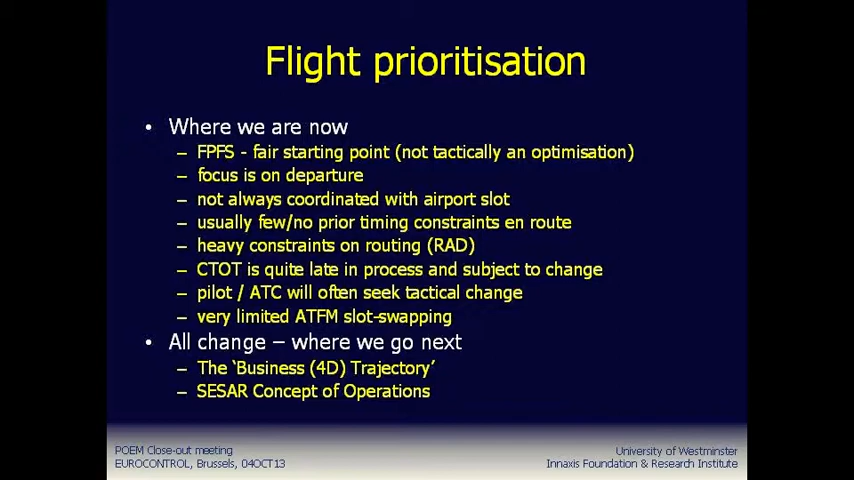 Flight prioritisation
• Where we are now
– FPFS - fair starting point (not tactically an optimisation)
– focus is on departure
– not always coordinated with airport slot
– usually few/no prior timing constraints en route
– heavy constraints on routing (RAD)
– CTOT is quite late in process and subject to change
– pilot / ATC will often seek tactical change
– very limited ATFM slot-swapping
• All change – where we go next
– The ‘Business (4D) Trajectory’
– SESAR Concept of Operations
POEM Close-out meeting
EUROCONTROL, Brussels, 04OCT13
University of Westminster
Innaxis Foundation & Research Institute